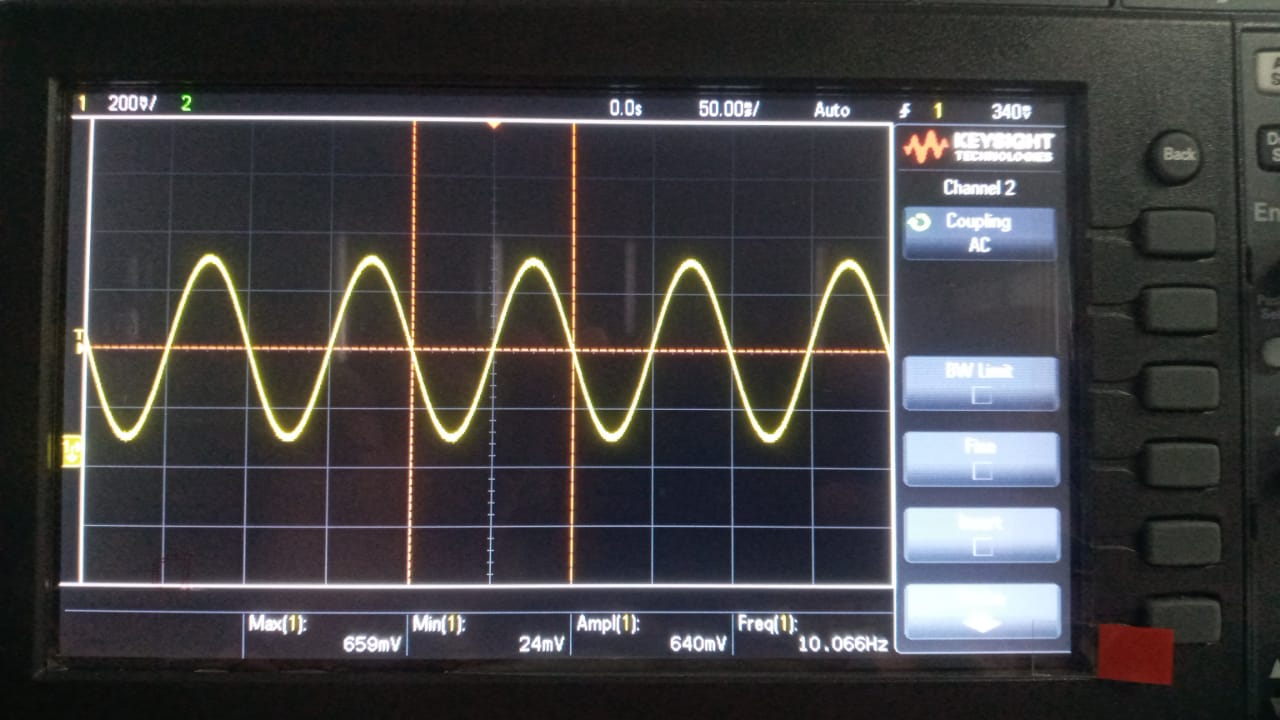 1 200mV/ 2 0.0s 50.00ms/ Auto 1 340mV
KEYSIGHT
TECHNOLOGIES
Channel 2
Coupling
AC
BW Limit
Fine
Invert
Back
T
Max(1):
659mV
Min(1):
24mV
Ampl(1):
640mV
Freq(1):
10.066Hz